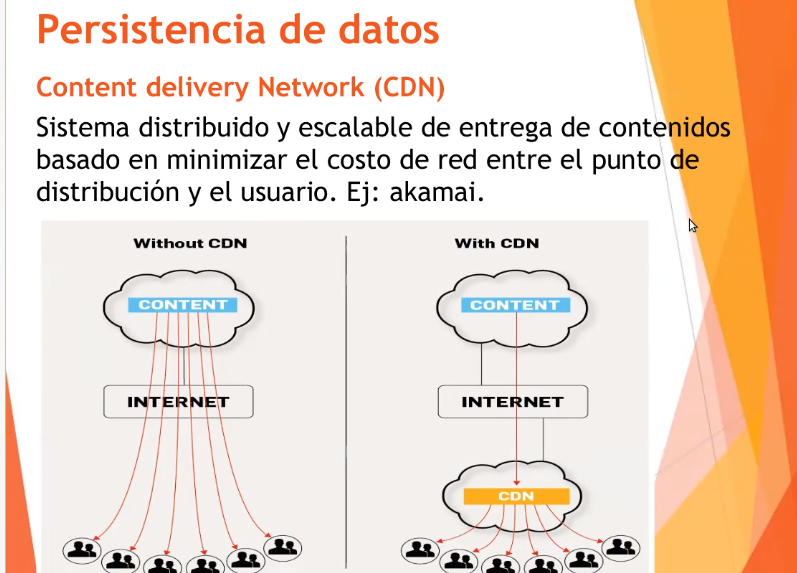 Persistencia de datos
Content delivery Network (CDN)
Sistema distribuido y escalable de entrega de contenidos
basado en minimizar el costo de red entre el punto de
distribución y el usuario. Ej: akamai.
Without CDN
CONTENT
INTERNET
With CDN
CONTENT
INTERNET
CDN